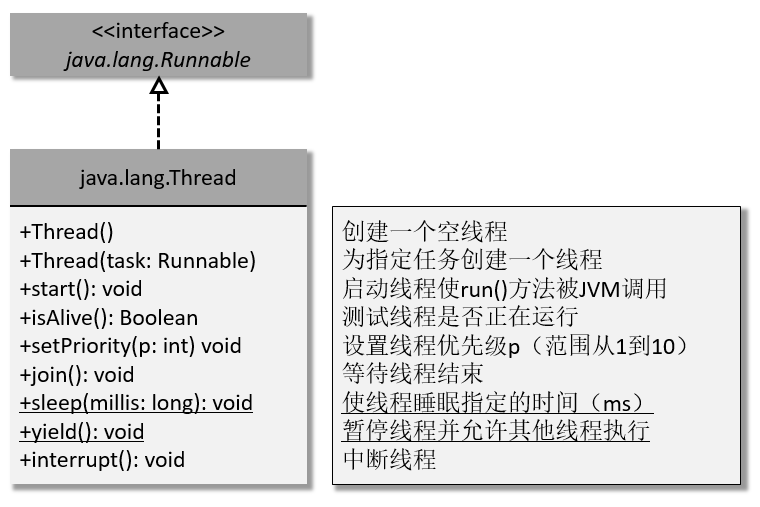 <<interface>>
java.lang.Runnable
java.lang.Thread
+Thread()
+Thread(task: Runnable)
+start(): void
+isAlive(): Boolean
+setPriority(p: int) void
+join(): void
+sleep(millis: long): void
+yield(): void
+interrupt(): void
创建一个空线程
为指定任务创建一个线程
启动线程使run()方法被JVM调用
测试线程是否正在运行
设置线程优先级p（范围从1到10）
等待线程结束
使线程睡眠指定的时间（ms）
暂停线程并允许其他线程执行
中断线程